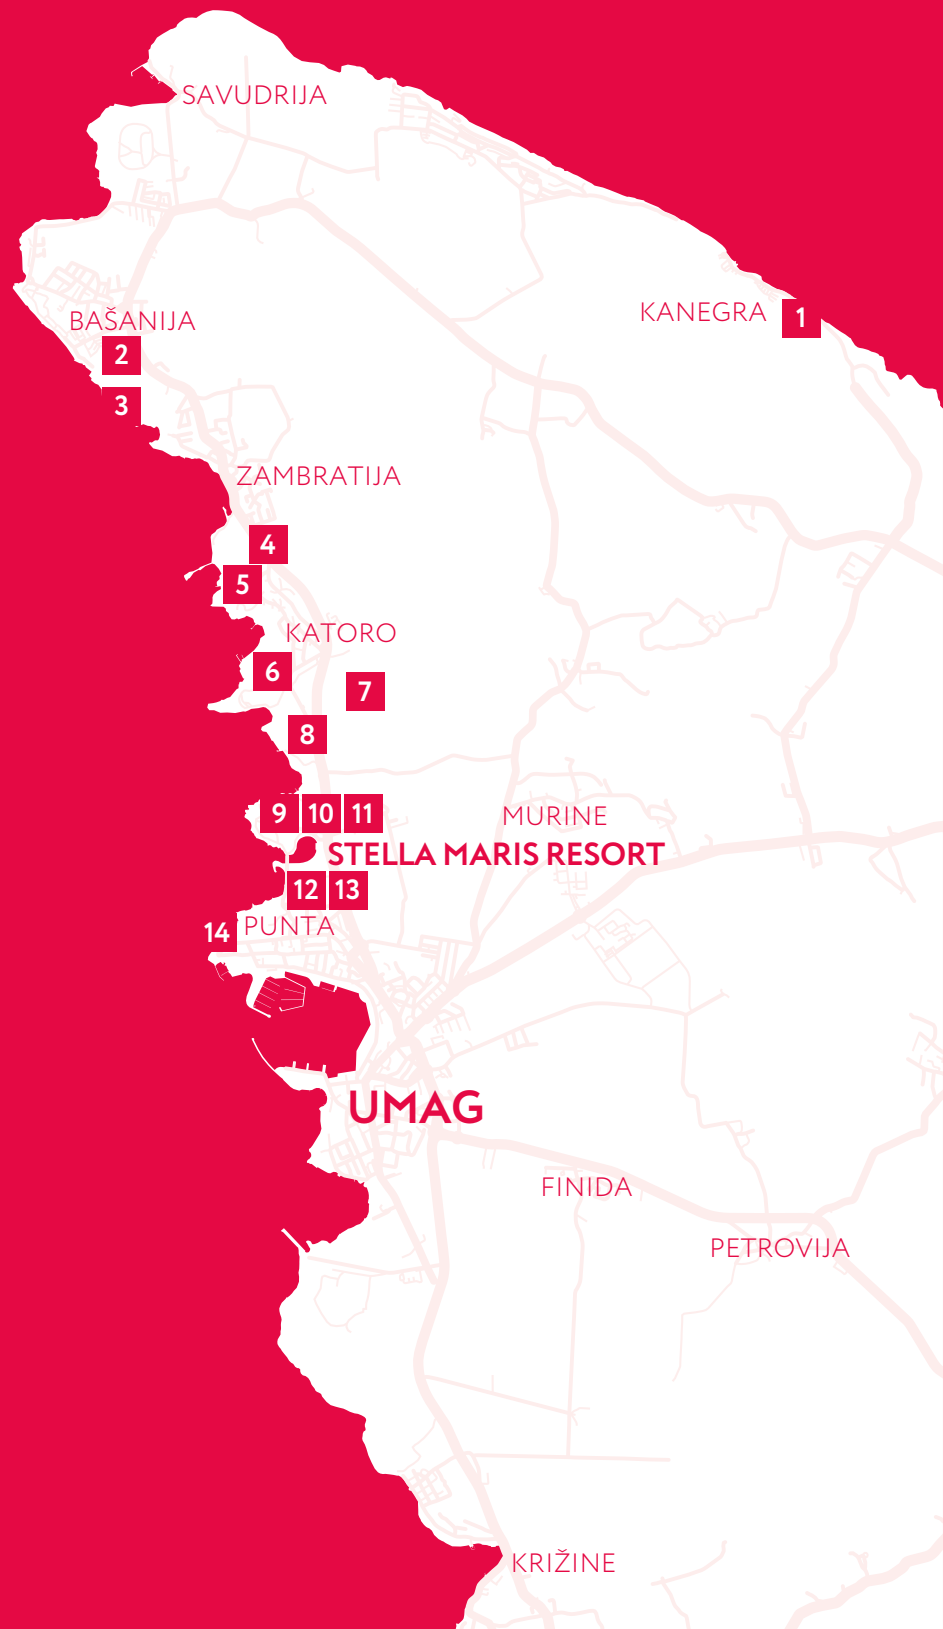 SAVUDRIJA
KANEGRA 1
BAŠANIJA
2
3
ZAMBRATIJA
4
5
KATORO
6
7
8
9 10 11
MURINE
STELLA MARIS RESORT
12 13
14 PUNTA
UMAG
FINIDA
PETROVIJA
KRIŽINE